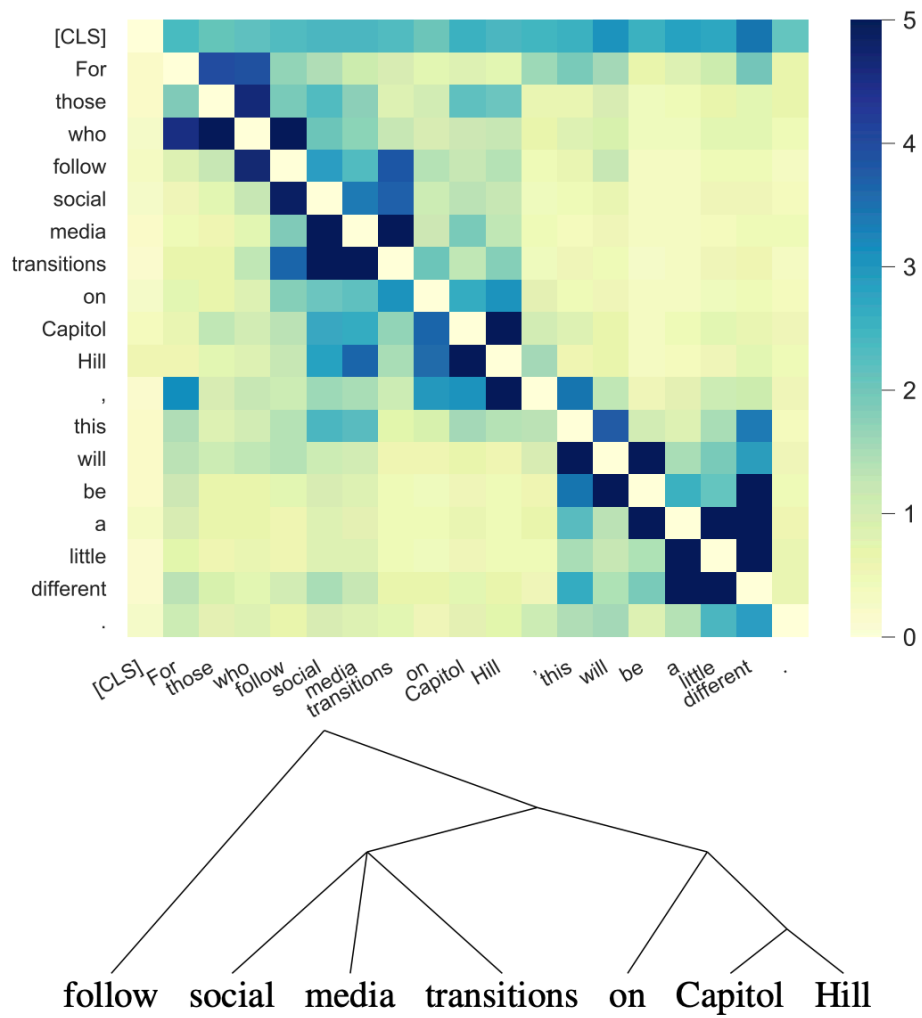 [CLS]
For
those
who
follow
social
media
transitions
on
Capitol
Hill
,
this
will
be
a
little
different
.
5
4
3
2
1
0
[CLS] For those who follow social media transitions on Capitol Hill , this will be a little different .
follow social media transitions on Capitol Hill